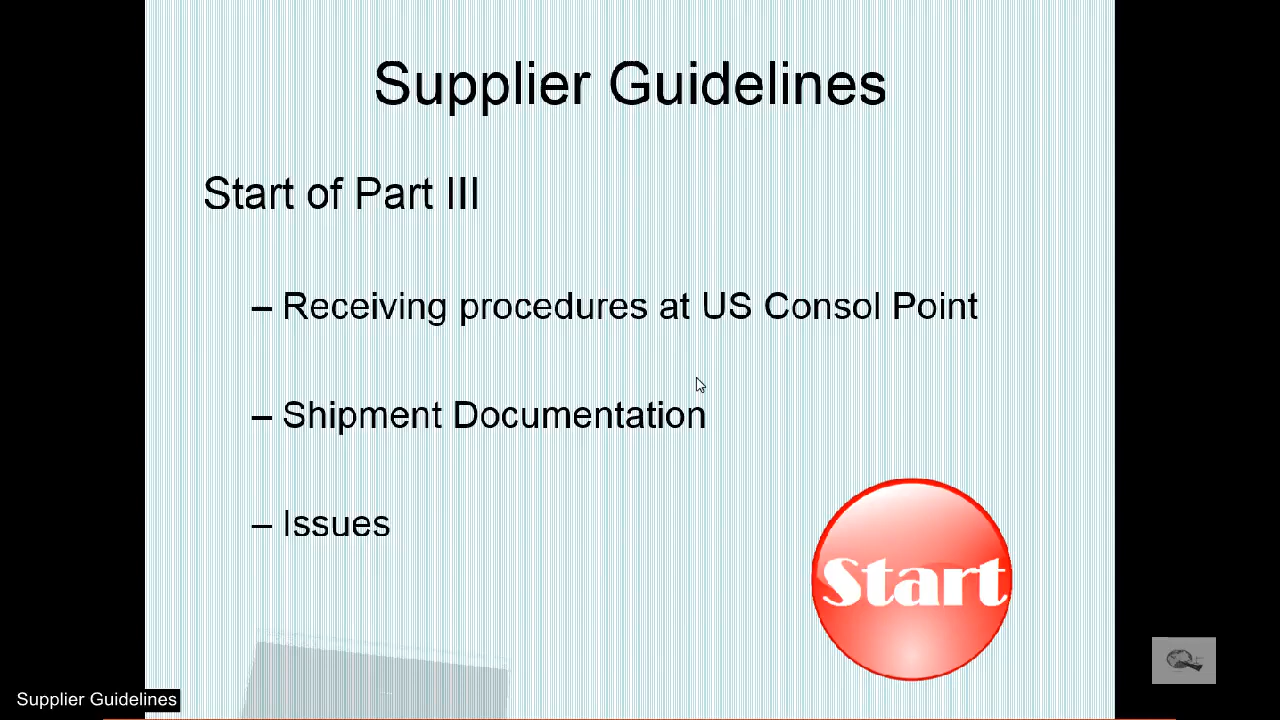 Supplier Guidelines
Start of Part III
– Receiving procedures at US Consol Point
– Shipment Documentation
– Issues
Start
Supplier Guidelines